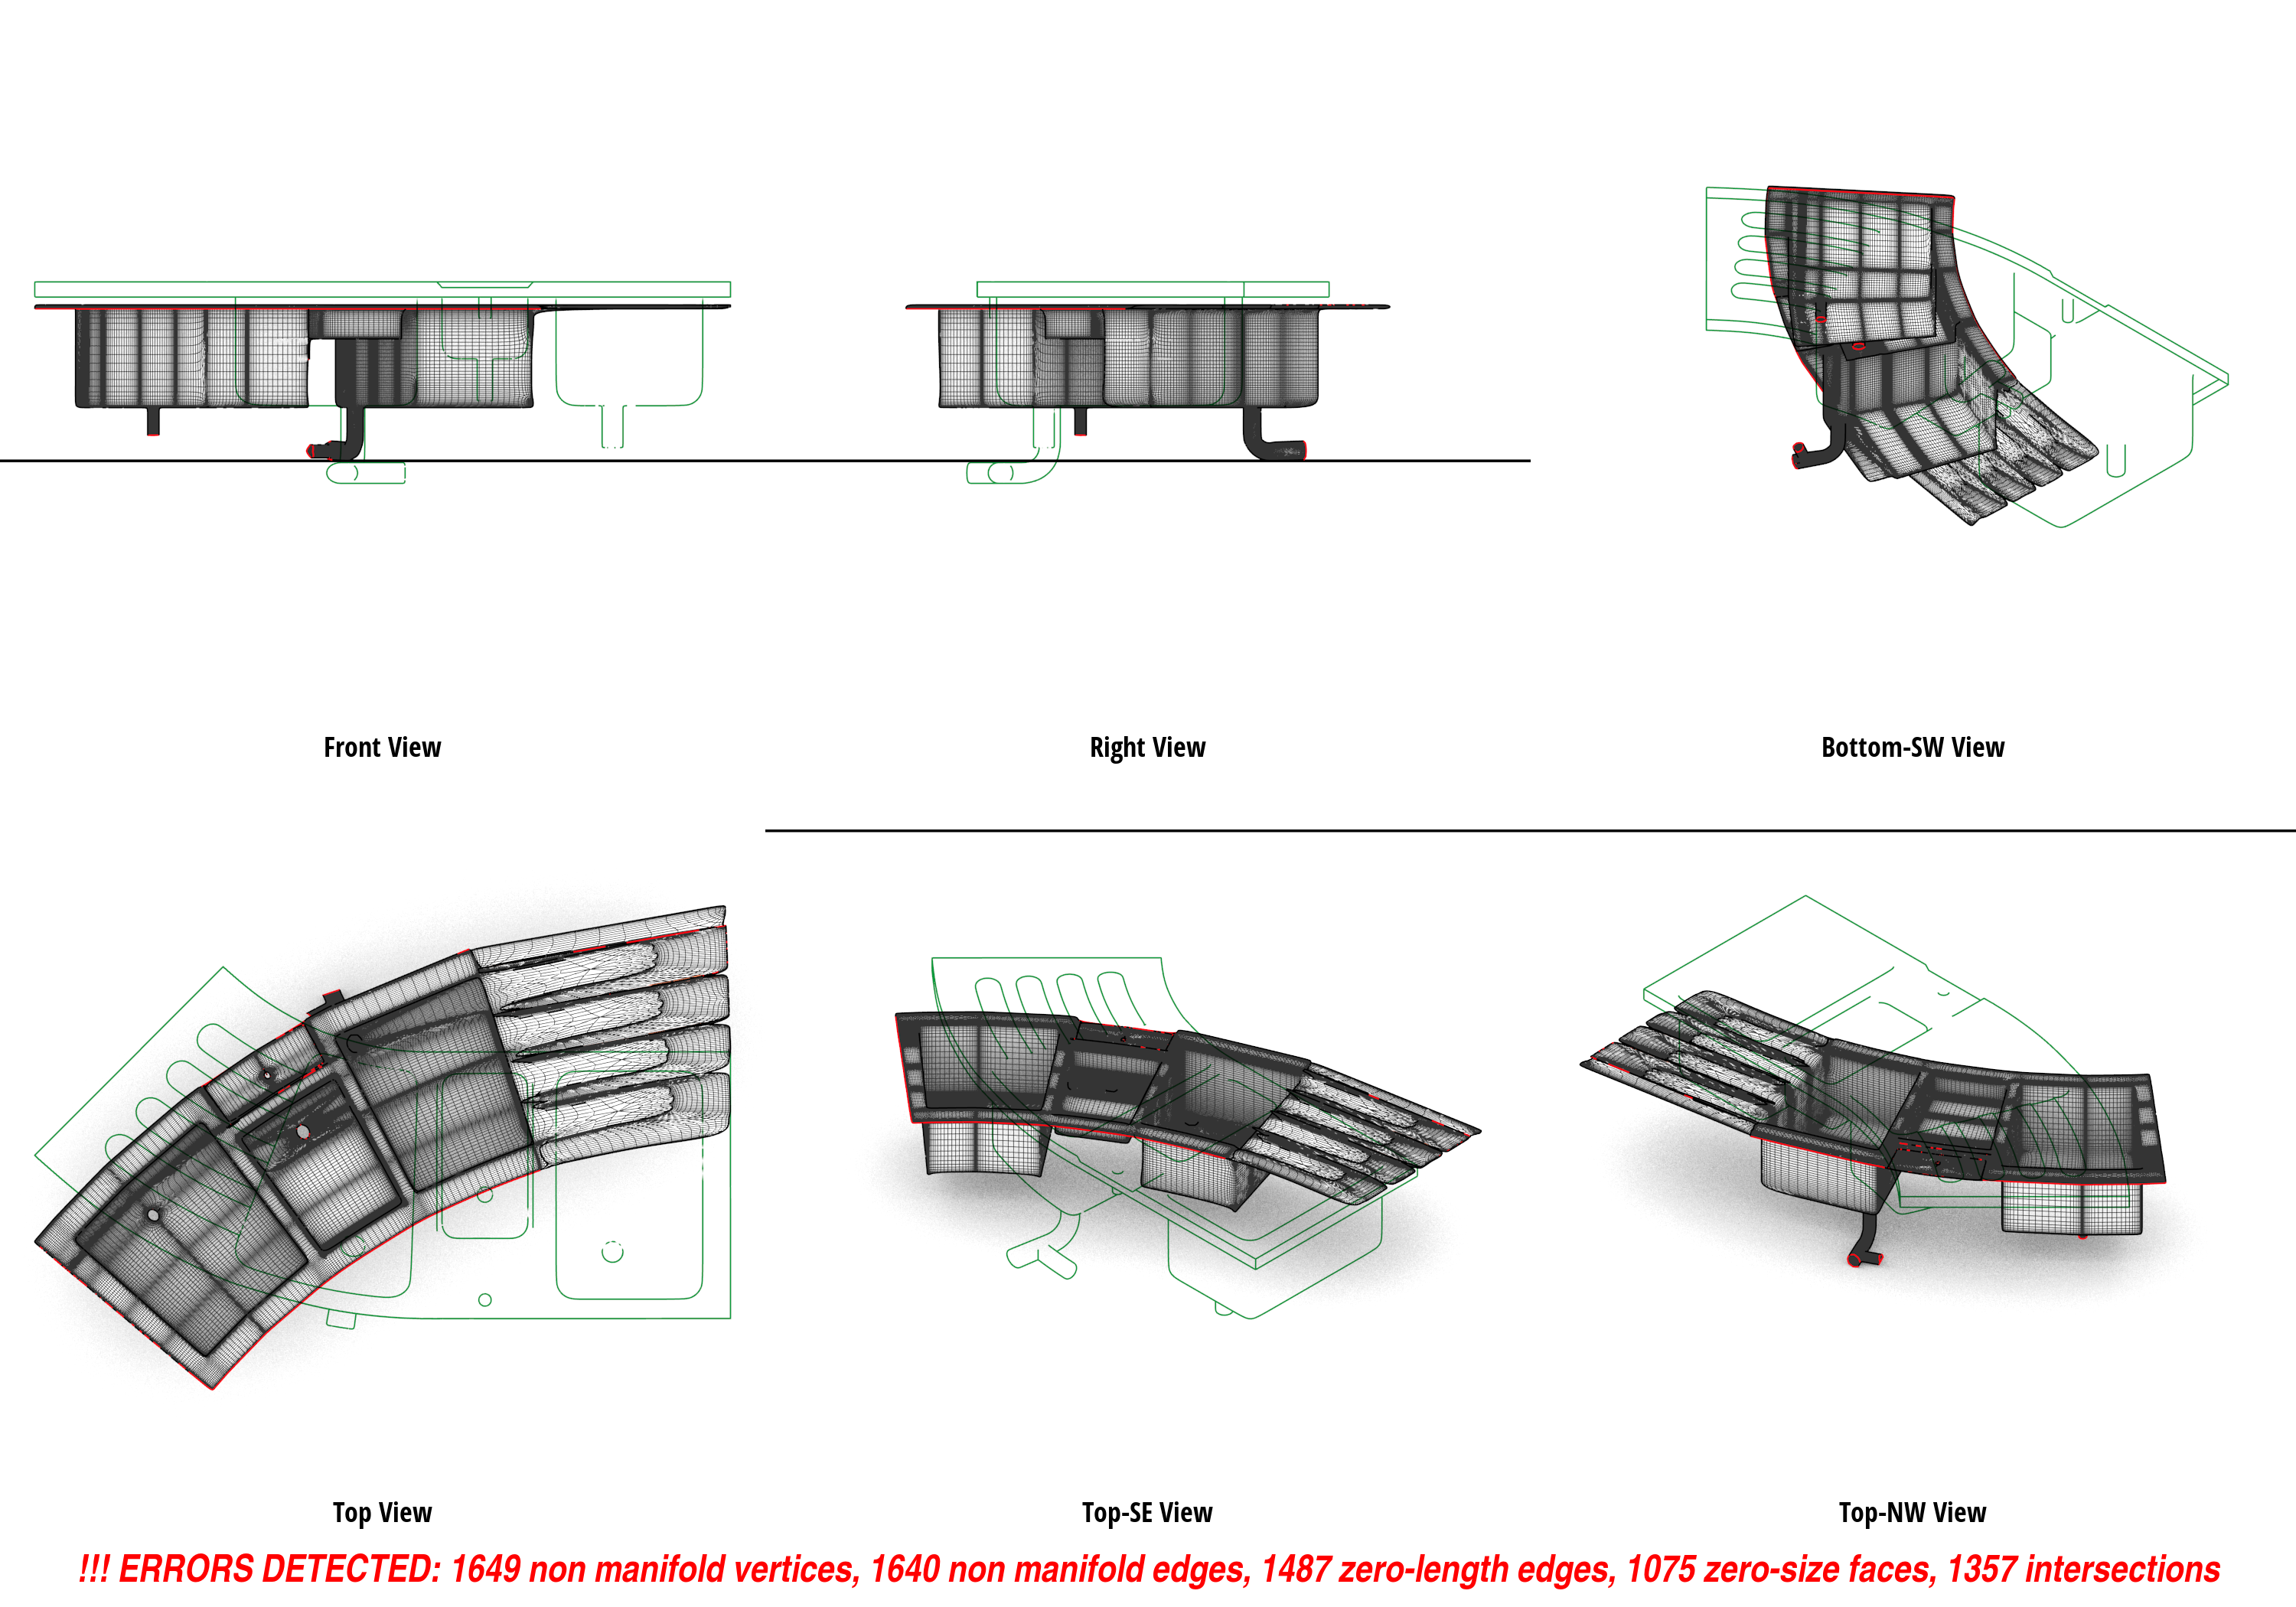 Front View
Right View
Bottom-SW View
Top View
Top-SE View
Top-NW View
!!! ERRORS DETECTED: 1649 non manifold vertices, 1640 non manifold edges, 1487 zero-length edges, 1075 zero-size faces, 1357 intersections